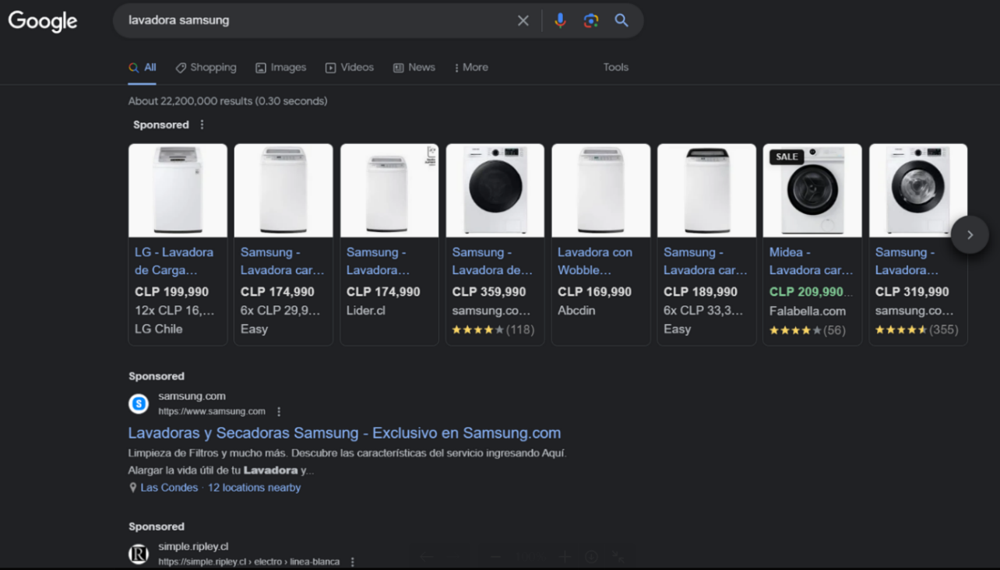 Google
lavadora samsung
All
Shopping
Images
Videos
News
More
Tools
About 22,200,000 results (0.30 seconds)
Sponsored
LG - Lavadora
de Carga...
CLP 199,990
12x CLP 16,...
LG Chile
Samsung -
Lavadora car...
CLP 174,990
6x CLP 29,9...
Easy
Samsung -
Lavadora...
CLP 174,990
Lider.cl
Samsung -
Lavadora de...
CLP 359,990
samsung.co...
(118)
Lavadora con
Wobble...
CLP 169,990
Abcdin
Samsung -
Lavadora car...
CLP 189,990
6x CLP 33,3...
Easy
SALE
Midea -
Lavadora car...
CLP 209,990...
Falabella.com
(56)
Samsung -
Lavadora...
CLP 319,990
samsung.co...
(355)
Sponsored
S
samsung.com
https://www.samsung.com
Lavadoras y Secadoras Samsung - Exclusivo en Samsung.com
Limpieza de Filtros y mucho más. Descubre las características del servicio ingresando Aquí.
Alargar la vida útil de tu Lavadora y...
Las Condes · 12 locations nearby
Sponsored
R
simple.ripley.cl
https://simple.ripley.cl › electro › linea-blanca